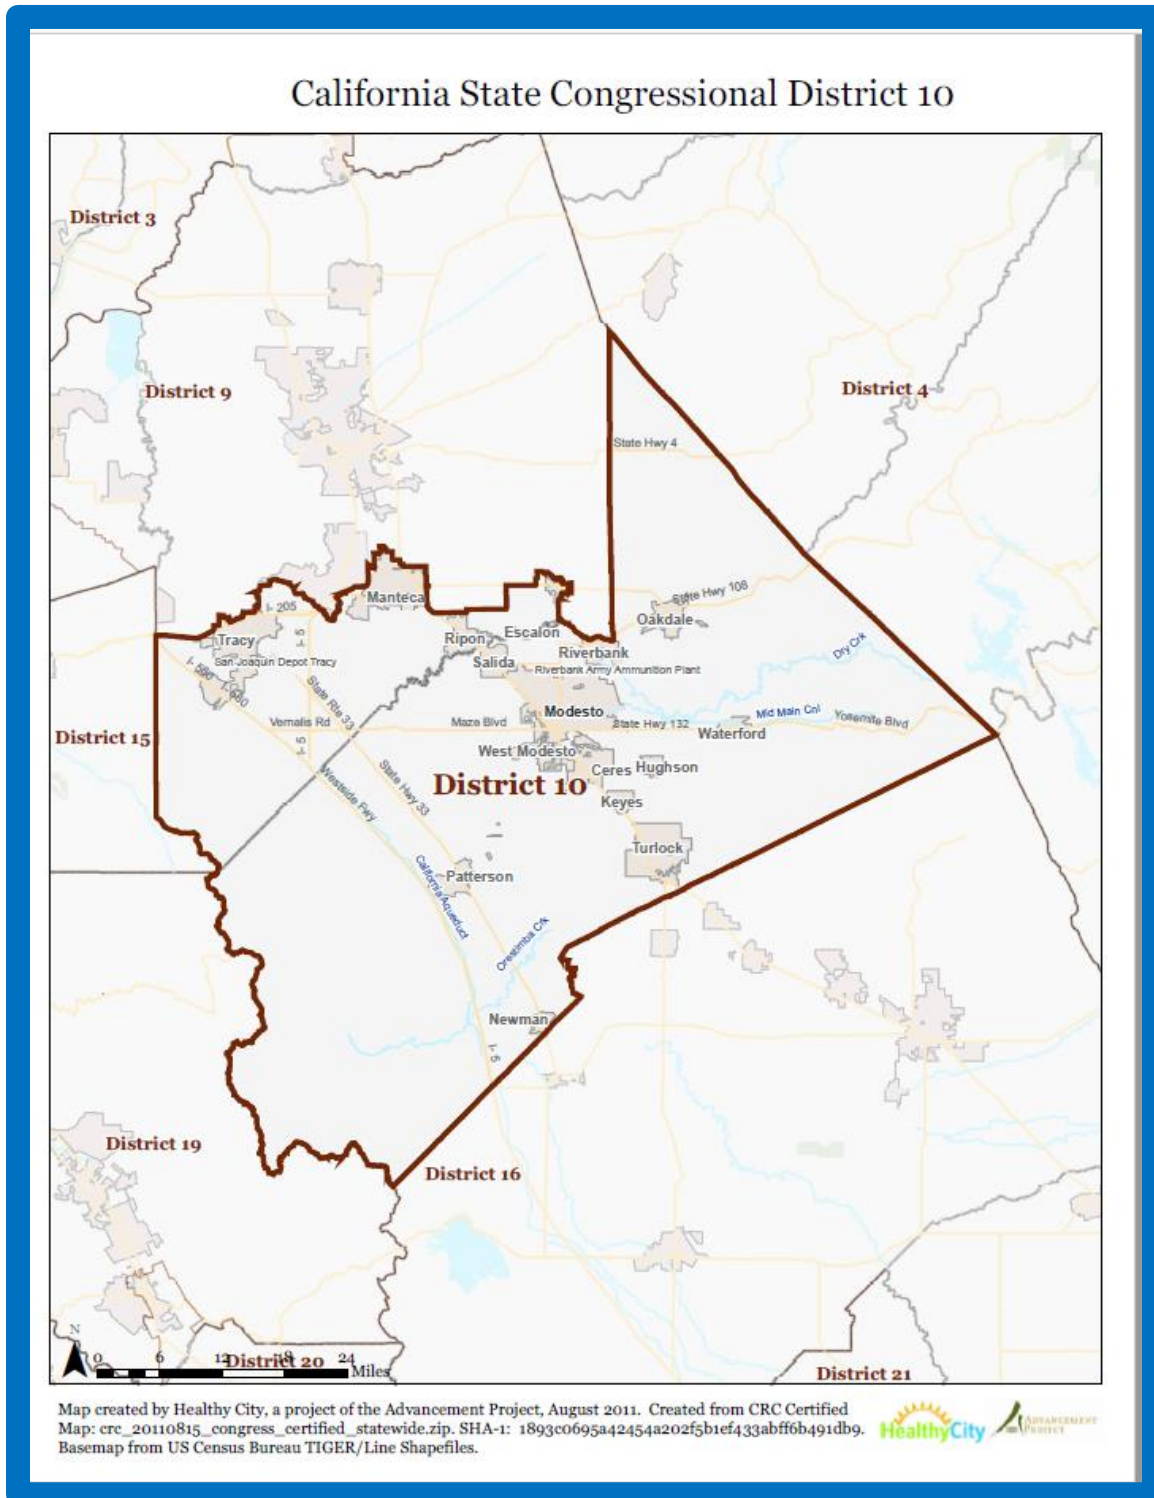 California State Congressional District 10
District 3
District 9
District 4
State Hwy 4
Manteca
I- 205
State Hwy 108
Oakdale
Tracy
I- 5
Ripon
Escalon
Riverbank
Dry Crk
San Joaquin Depot Tracy
Salida
Riverbank Army Ammunition Plant
I- 580
I- 580
State Rte 33
Modesto
Mid Main Cnl
Yosemite Blvd
Vernalis Rd
Maze Blvd
State Hwy 132
Waterford
District 15
I- 5
West Modesto
Ceres
Hughson
State Hwy 33
Westside Fwy
District 10
Keyes
Turlock
Patterson
California Aqueduct
Orestimba Crk
Newman
I- 5
District 19
District 16
N
0 6 12 18 24
Miles
District 20
District 21
Map created by Healthy City, a project of the Advancement Project, August 2011. Created from CRC Certified
Map: crc_20110815_congress_certified_statewide.zip. SHA-1: 1893c0695a42454a202f5b1ef433abff6b491db9.
Basemap from US Census Bureau TIGER/Line Shapefiles.
HealthyCity
ADVANCEMENT
PROJECT